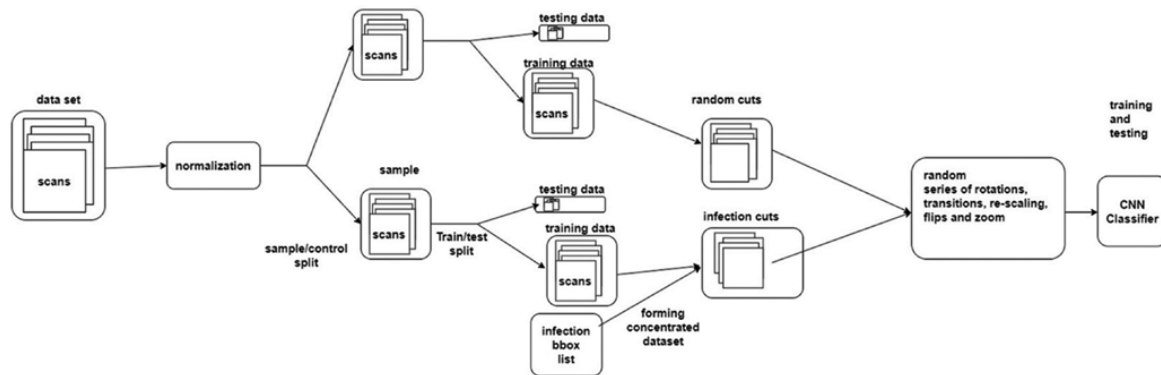 testing data
scans
training data
data set
scans
random cuts
training
and
testing
scans
normalization
sample
random
series of rotations,
transitions, re-scaling,
flips and zoom
CNN
Classifier
testing data
scans
infection cuts
sample/control
split
Train/test
split
training data
scans
infection
bbox
list
forming
concentrated
dataset